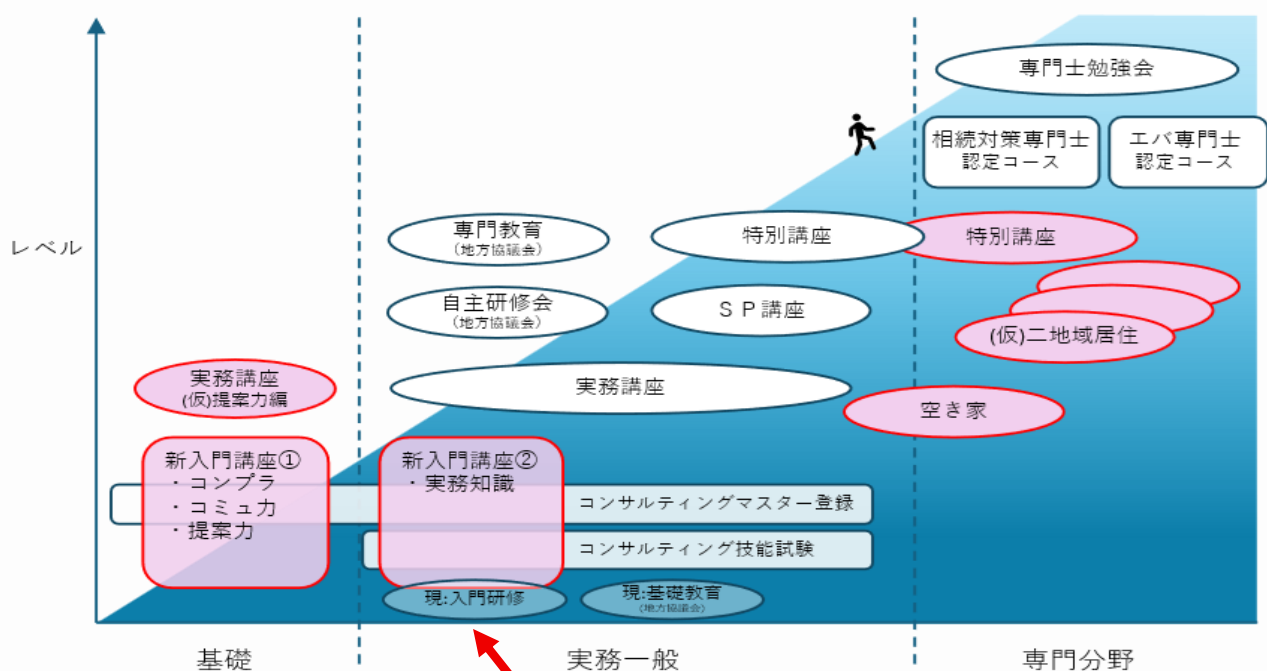 専門士勉強会
相続対策専門士
認定コース
エバ専門士
認定コース
レベル
専門教育
(地方協議会)
特別講座
特別講座
自主研修会
(地方協議会)
ＳＰ講座
(仮)二地域居住
実務講座
(仮)提案力編
実務講座
空き家
新入門講座①
・コンプラ
・コミュ力
・提案力
新入門講座②
・実務知識
コンサルティングマスター登録
コンサルティング技能試験
現:入門研修
現:基礎教育
(地方協議会)
基礎
実務一般
専門分野